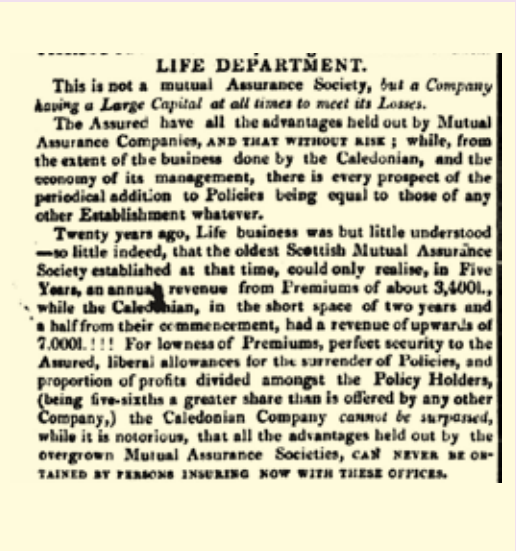 LIFE DEPARTMENT.
This is not a mutual Assurance Society, but a Company
having a Large Capital at all times to meet its Losses.
The Assured have all the advantages held out by Mutual
Assurance Companies, AND THAT WITHOUT RISK; while, from
the extent of the business done by the Caledonian, and the
economy of its management, there is every prospect of the
periodical addition to Policies being equal to those of any
other Establishment whatever.
Twenty years ago, Life business was but little understood
—so little indeed, that the oldest Scottish Mutual Assurance
Society established at that time, could only realise, in Five
Years, an annual revenue from Premiums of about 3,400l.,
while the Caledonian, in the short space of two years and
a half from their commencement, had a revenue of upwards of
7,000l.!!! For lowness of Premiums, perfect security to the
Assured, liberal allowances for the surrender of Policies, and
proportion of profits divided amongst the Policy Holders,
(being five-sixths a greater share than is offered by any other
Company,) the Caledonian Company cannot be surpassed,
while it is notorious, that all the advantages held out by the
overgrown Mutual Assurance Societies, CAN NEVER BE OB-
TAINED BY PERSONS INSURING NOW WITH THESE OFFICES.